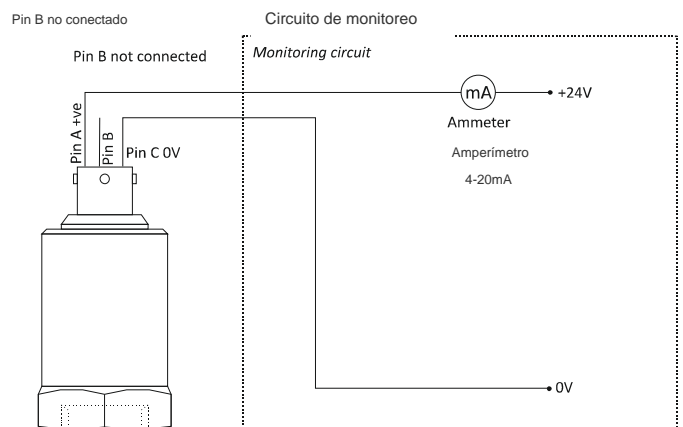 Pin B no conectado
Circuito de monitoreo
Pin B not connected
Monitoring circuit
mA
+24V
Ammeter
Pin A +ve
Pin B
Pin C 0V
Amperímetro
4-20mA
0V